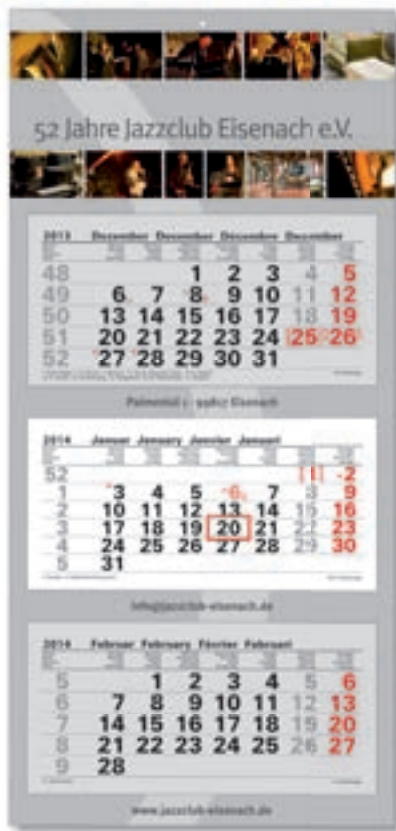 52 Jahre Jazzclub Eisenach e.V.
2013 Dezember December Décembre December
48 1 2 3 4 5
49 6 7 8 9 10 11 12
50 13 14 15 16 17 18 19
51 20 21 22 23 24 25 26
52 27 28 29 30 31
Palmental 1 · 99817 Eisenach
2014 Januar January Janvier Januari
52 1 2
1 3 4 5 6 7 8 9
2 10 11 12 13 14 15 16
3 17 18 19 20 21 22 23
4 24 25 26 27 28 29 30
5 31
info@jazzclub-eisenach.de
2014 Februar February Février Februari
5 1 2 3 4 5 6
6 7 8 9 10 11 12 13
7 14 15 16 17 18 19 20
8 21 22 23 24 25 26 27
9 28
www.jazzclub-eisenach.de